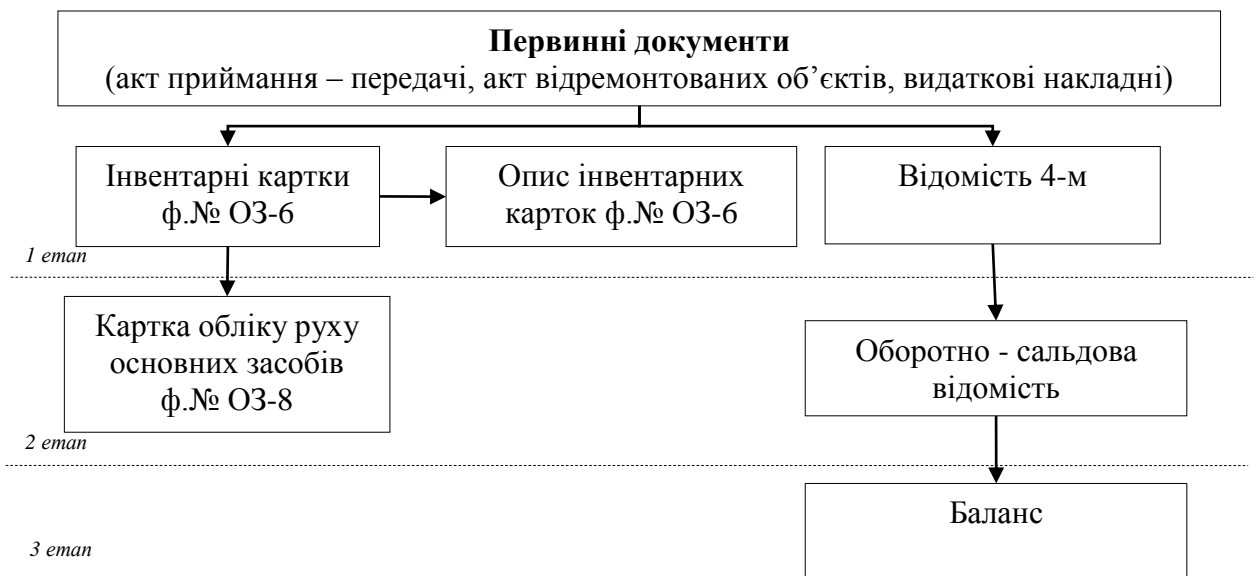 Первинні документи
(акт приймання – передачі, акт відремонтованих об’єктів, видаткові накладні)
Інвентарні картки
ф.№ ОЗ-6
Опис інвентарних
карток ф.№ ОЗ-6
Відомість 4-м
1 етап
Картка обліку руху
основних засобів
ф.№ ОЗ-8
Оборотно - сальдова
відомість
2 етап
Баланс
3 етап